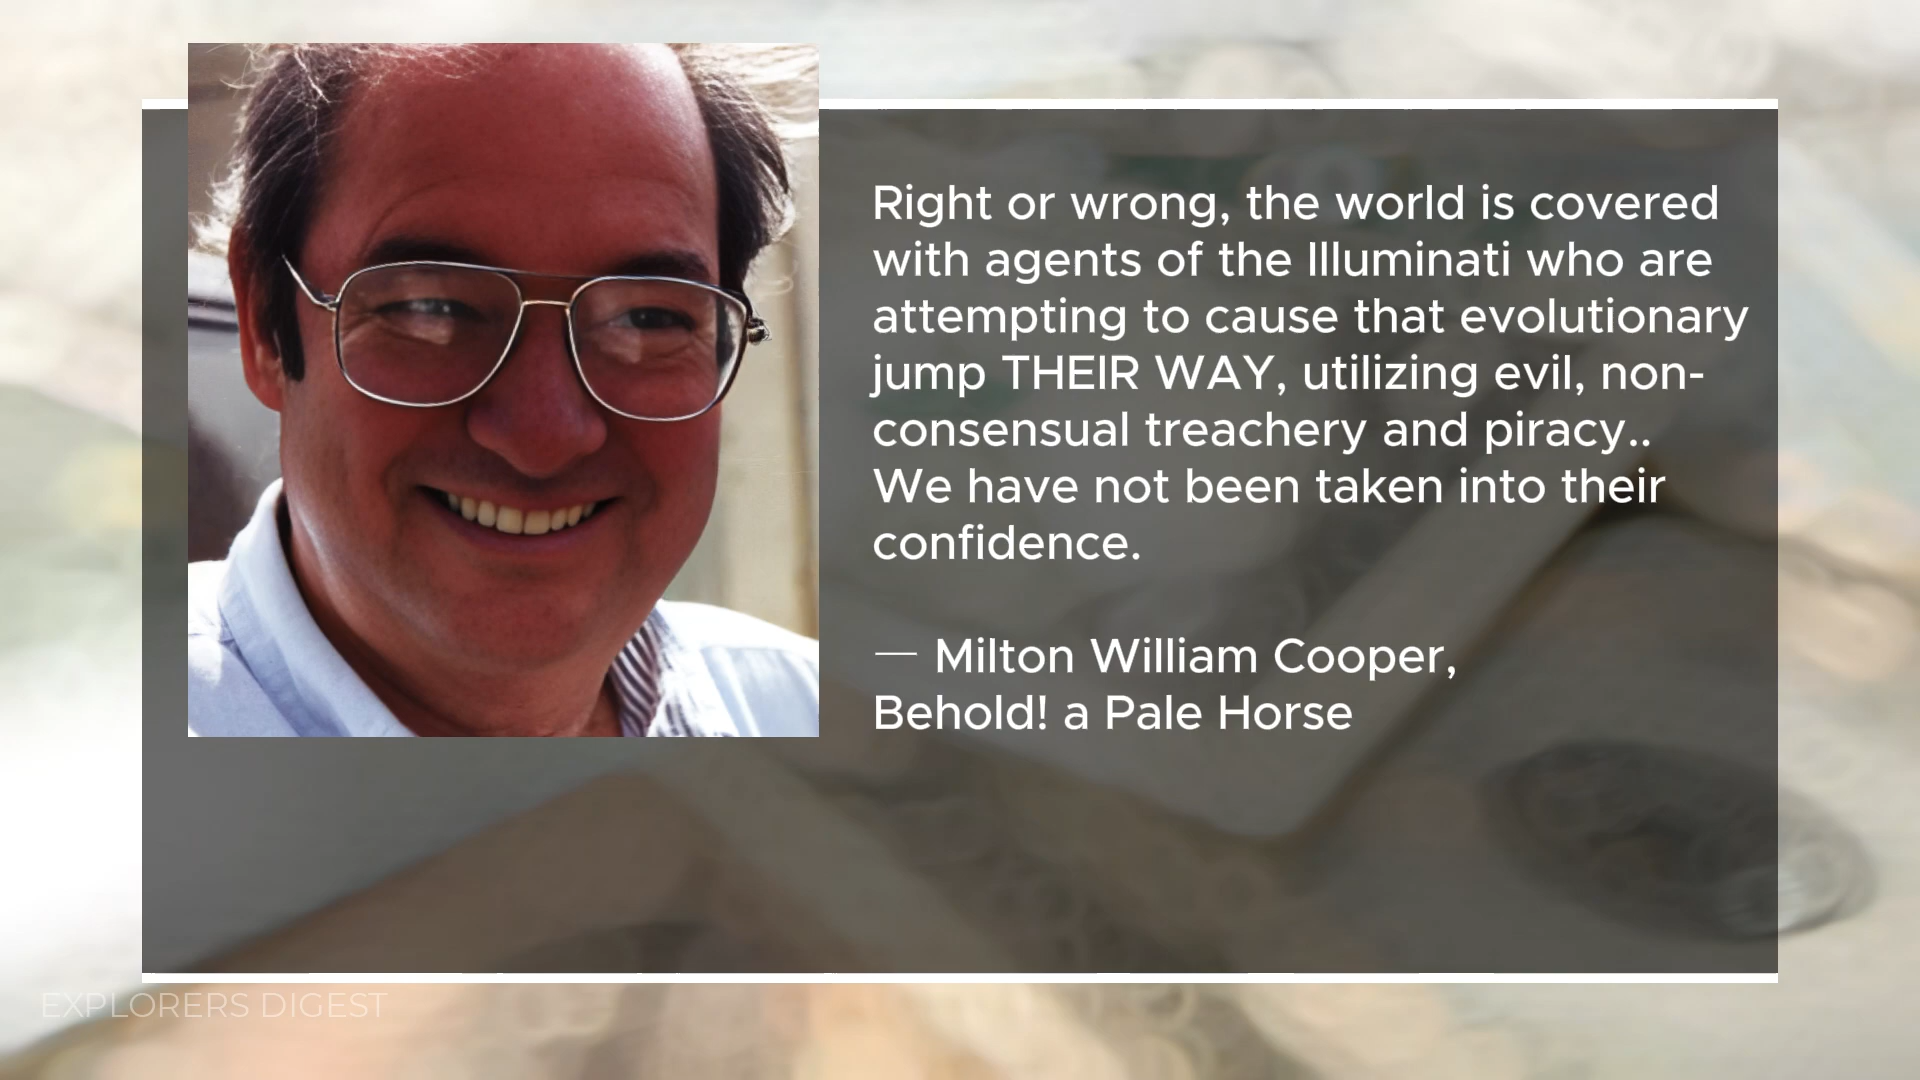 Right or wrong, the world is covered
with agents of the Illuminati who are
attempting to cause that evolutionary
jump THEIR WAY, utilizing evil, non-
consensual treachery and piracy..
We have not been taken into their
confidence.
— Milton William Cooper,
Behold! a Pale Horse
EXPLORERS DIGEST